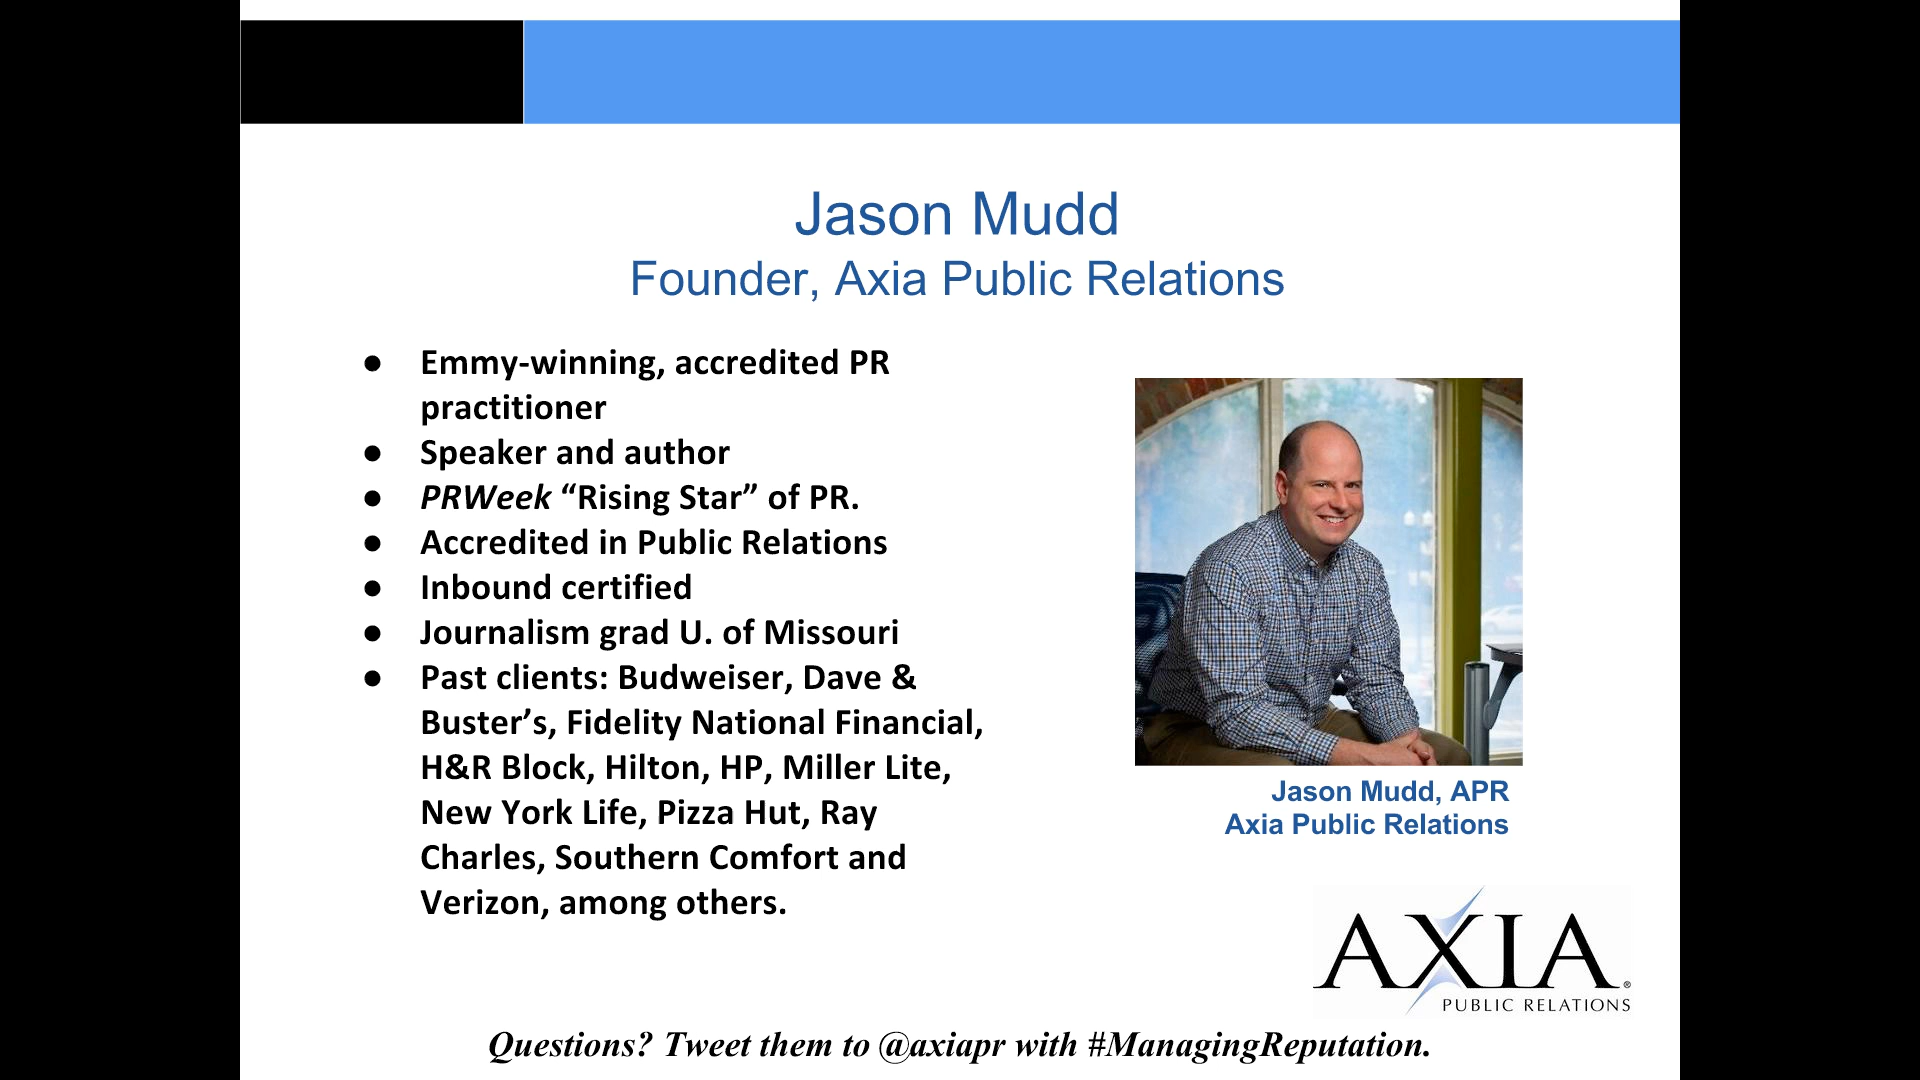 Jason Mudd
Founder, Axia Public Relations
● Emmy-winning, accredited PR
practitioner
● Speaker and author
● PRWeek “Rising Star” of PR.
● Accredited in Public Relations
● Inbound certified
● Journalism grad U. of Missouri
● Past clients: Budweiser, Dave &
Buster’s, Fidelity National Financial,
H&R Block, Hilton, HP, Miller Lite,
New York Life, Pizza Hut, Ray
Charles, Southern Comfort and
Verizon, among others.
Jason Mudd, APR
Axia Public Relations
AXIA®
PUBLIC RELATIONS
Questions? Tweet them to @axiapr with #ManagingReputation.